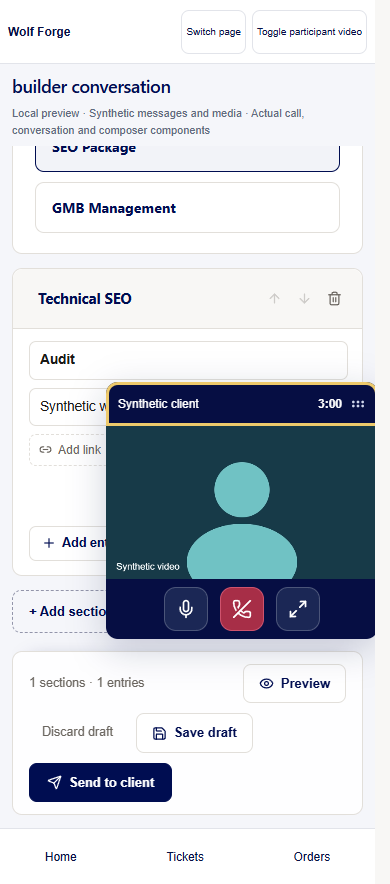 Wolf Forge
Switch page
Toggle participant video
builder conversation
Local preview · Synthetic messages and media · Actual call,
conversation and composer components
SEO Package
GMB Management
Technical SEO
Audit
Synthetic
Synthetic client
3:00
Add link
Synthetic video
+ Add
+ Add
1 sections · 1 entries
Preview
Discard draft
Save draft
Send to client
Home
Tickets
Orders